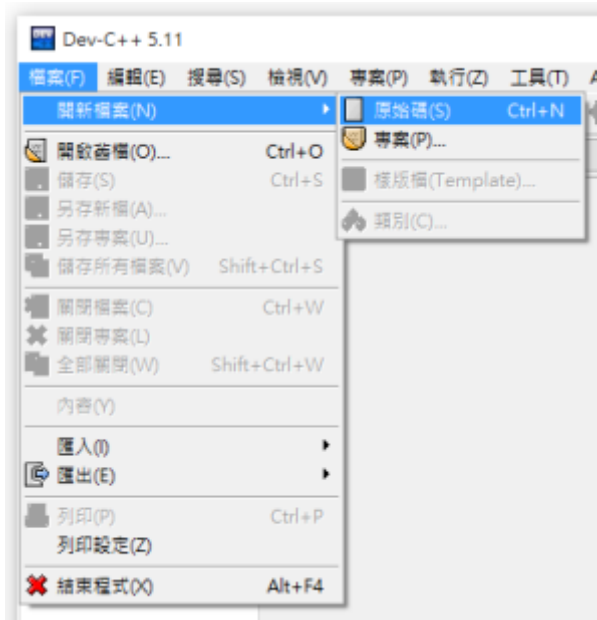 Dev-C++ 5.11
檔案(F) 編輯(E) 搜尋(S) 檢視(V) 專案(P) 執行(Z) 工具(T) A
開新檔案(N)
原始碼(S) Ctrl+N
專案(P)...
樣版檔(Template)...
類別(C)...
開啟舊檔(O)... Ctrl+O
儲存(S) Ctrl+S
另存新檔(A)...
另存專案(U)...
儲存所有檔案(V) Shift+Ctrl+S
關閉檔案(C) Ctrl+W
關閉專案(L)
全部關閉(W) Shift+Ctrl+W
內容(Y)
匯入(I)
匯出(E)
列印(P) Ctrl+P
列印設定(Z)
結束程式(X) Alt+F4